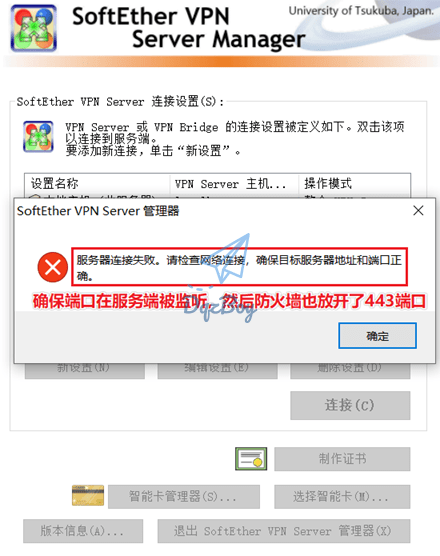 SoftEther VPN
Server Manager
University of Tsukuba, Japan.
SoftEther VPN Server 连接设置(S):
VPN Server 或 VPN Bridge 的连接设置被定义如下。双击该项
以连接到服务端。
要添加新连接，单击“新设置”。
设置名称 VPN Server 主机... 操作模式
SoftEther VPN Server 管理器
服务器连接失败。请检查网络连接，确保目标服务器地址和端口正
确。
确保端口在服务端被监听，然后防火墙也放开了443端口
DqzBlog
确定
新设置(N) 编辑设置(E) 删除设置(D)
连接(C)
制作证书
智能卡管理器(S)... 选择智能卡(M)...
版本信息(A)... 退出 SoftEther VPN Server 管理器(X)